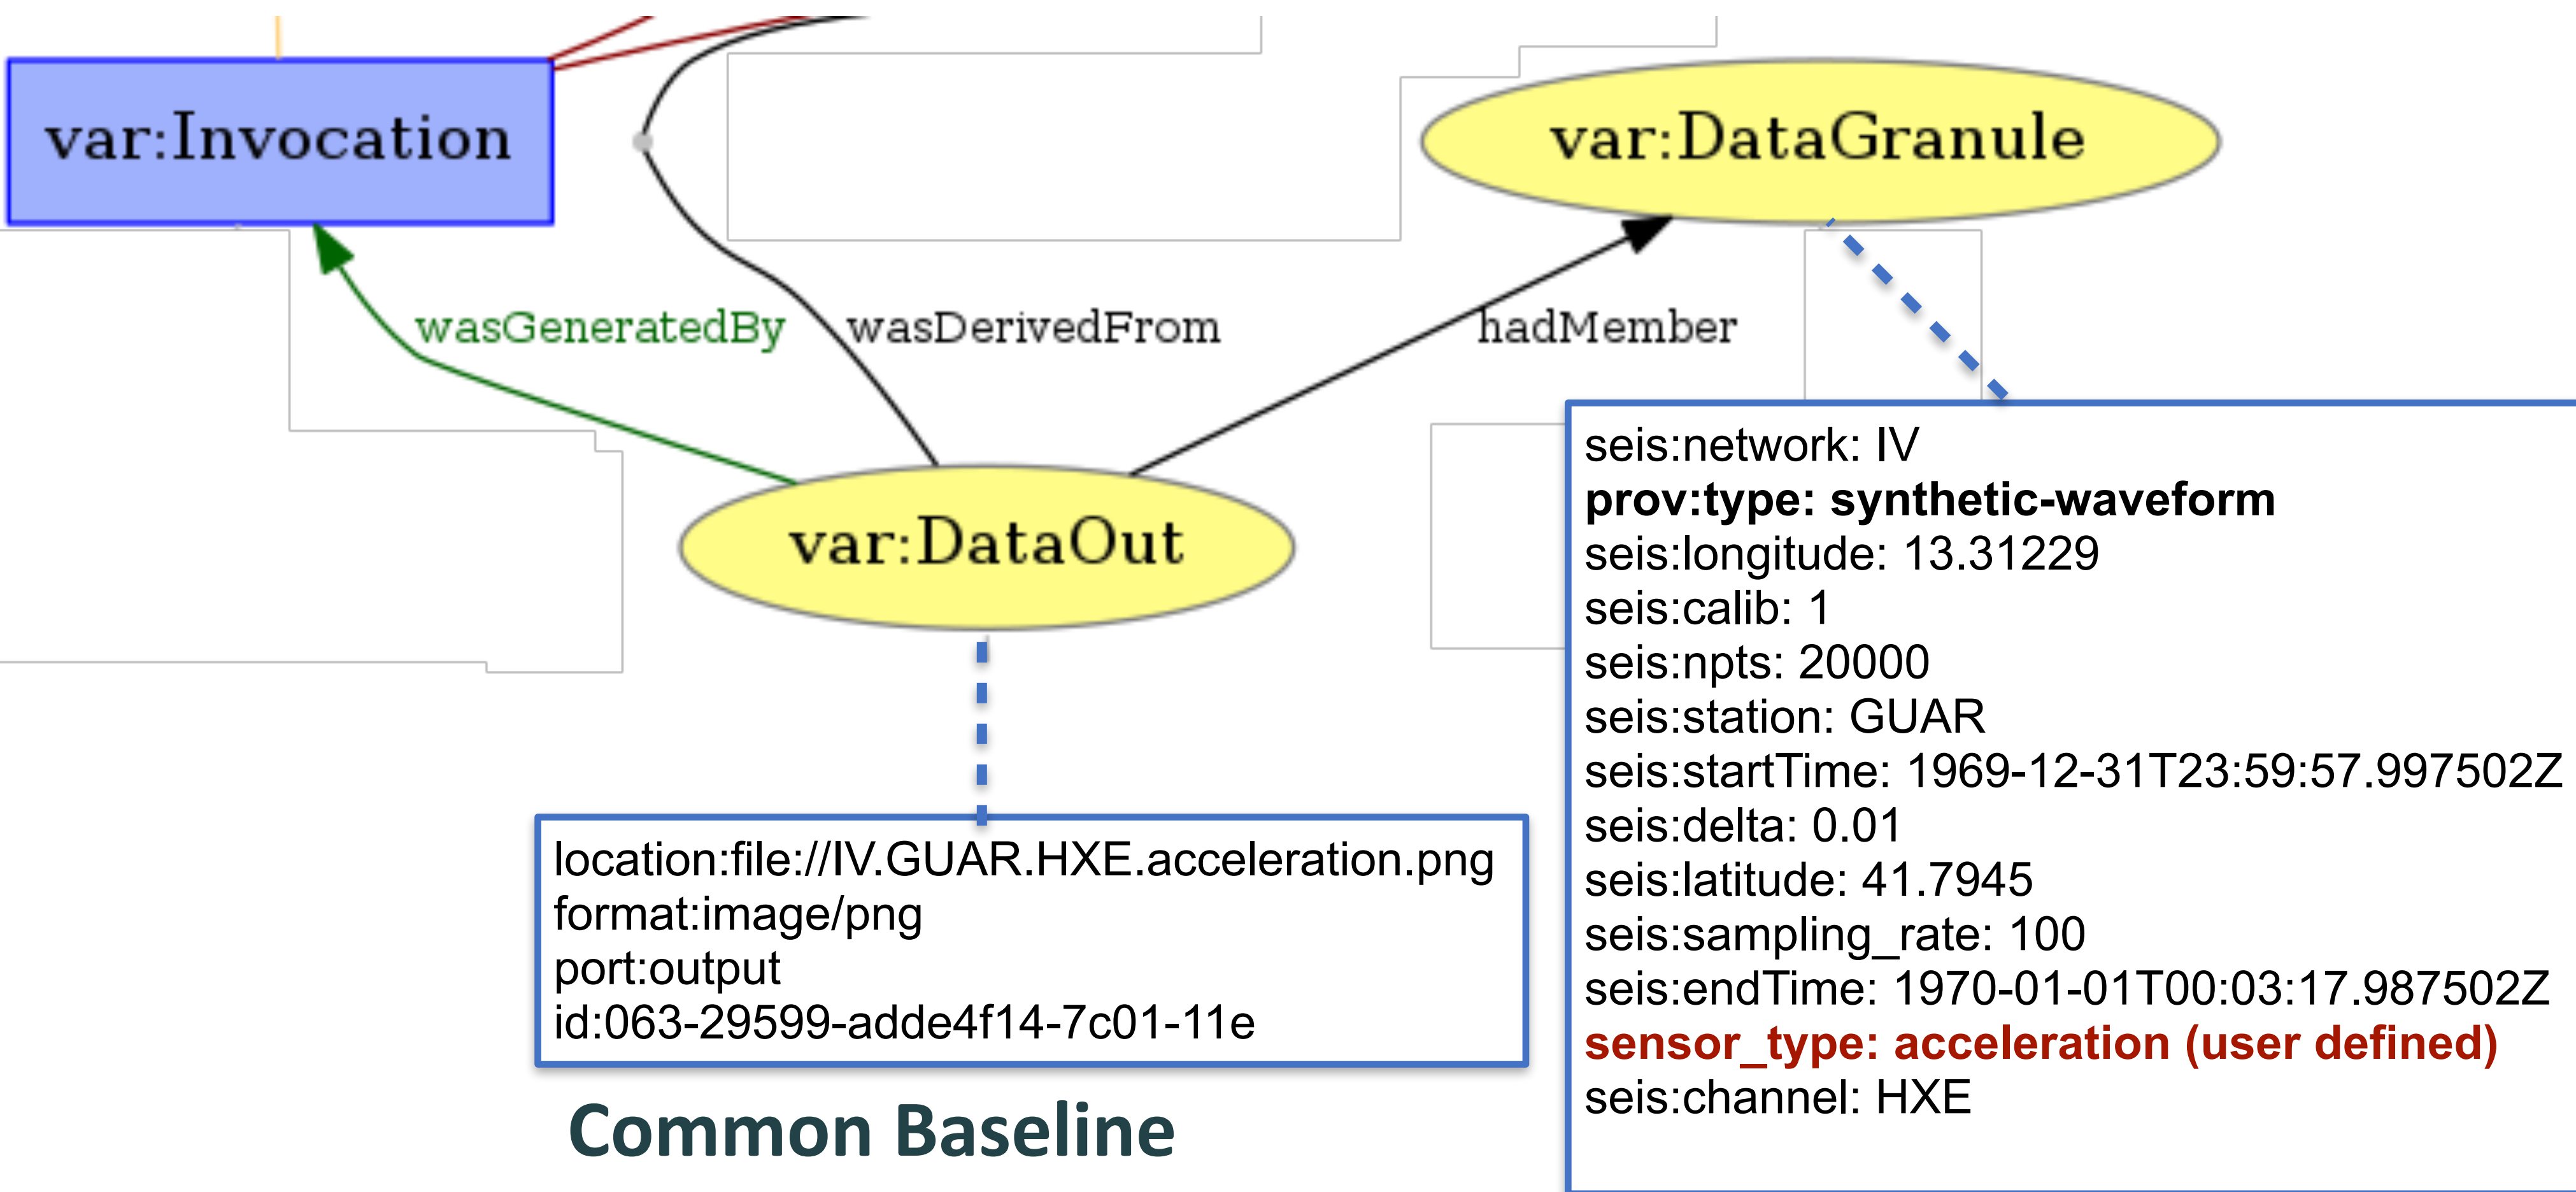 var:Invocation
var:DataGranule
wasGeneratedBy
wasDerivedFrom
hadMember
var:DataOut
seis:network: IV
prov:type: synthetic-waveform
seis:longitude: 13.31229
seis:calib: 1
seis:npts: 20000
seis:station: GUAR
seis:startTime: 1969-12-31T23:59:57.997502Z
seis:delta: 0.01
seis:latitude: 41.7945
seis:sampling_rate: 100
seis:endTime: 1970-01-01T00:03:17.987502Z
sensor_type: acceleration (user defined)
seis:channel: HXE
location:file://IV.GUAR.HXE.acceleration.png
format:image/png
port:output
id:063-29599-adde4f14-7c01-11e
Common Baseline